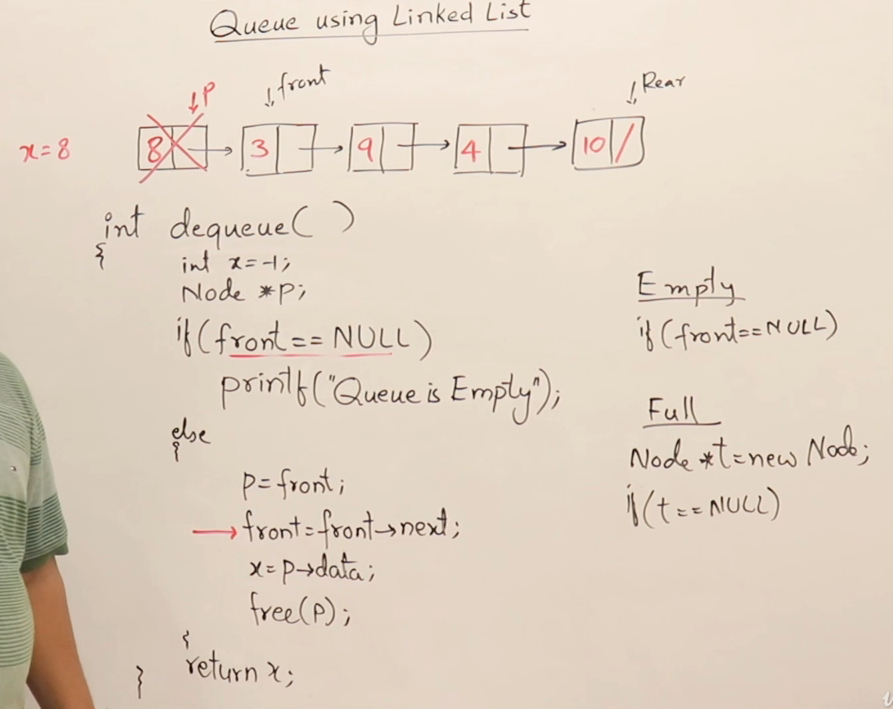 Queue using Linked List
P
front
Rear
x=8
8
3
9
4
10
int dequeue( )
{
int x=-1;
Node *p;
if(front==NULL)
printf("Queue is Empty");
else
{
p=front;
front=front→next;
x=p→data;
free(p);
}
return x;
}
Empty
if(front==NULL)
Full
Node *t=new Node;
if(t==NULL)